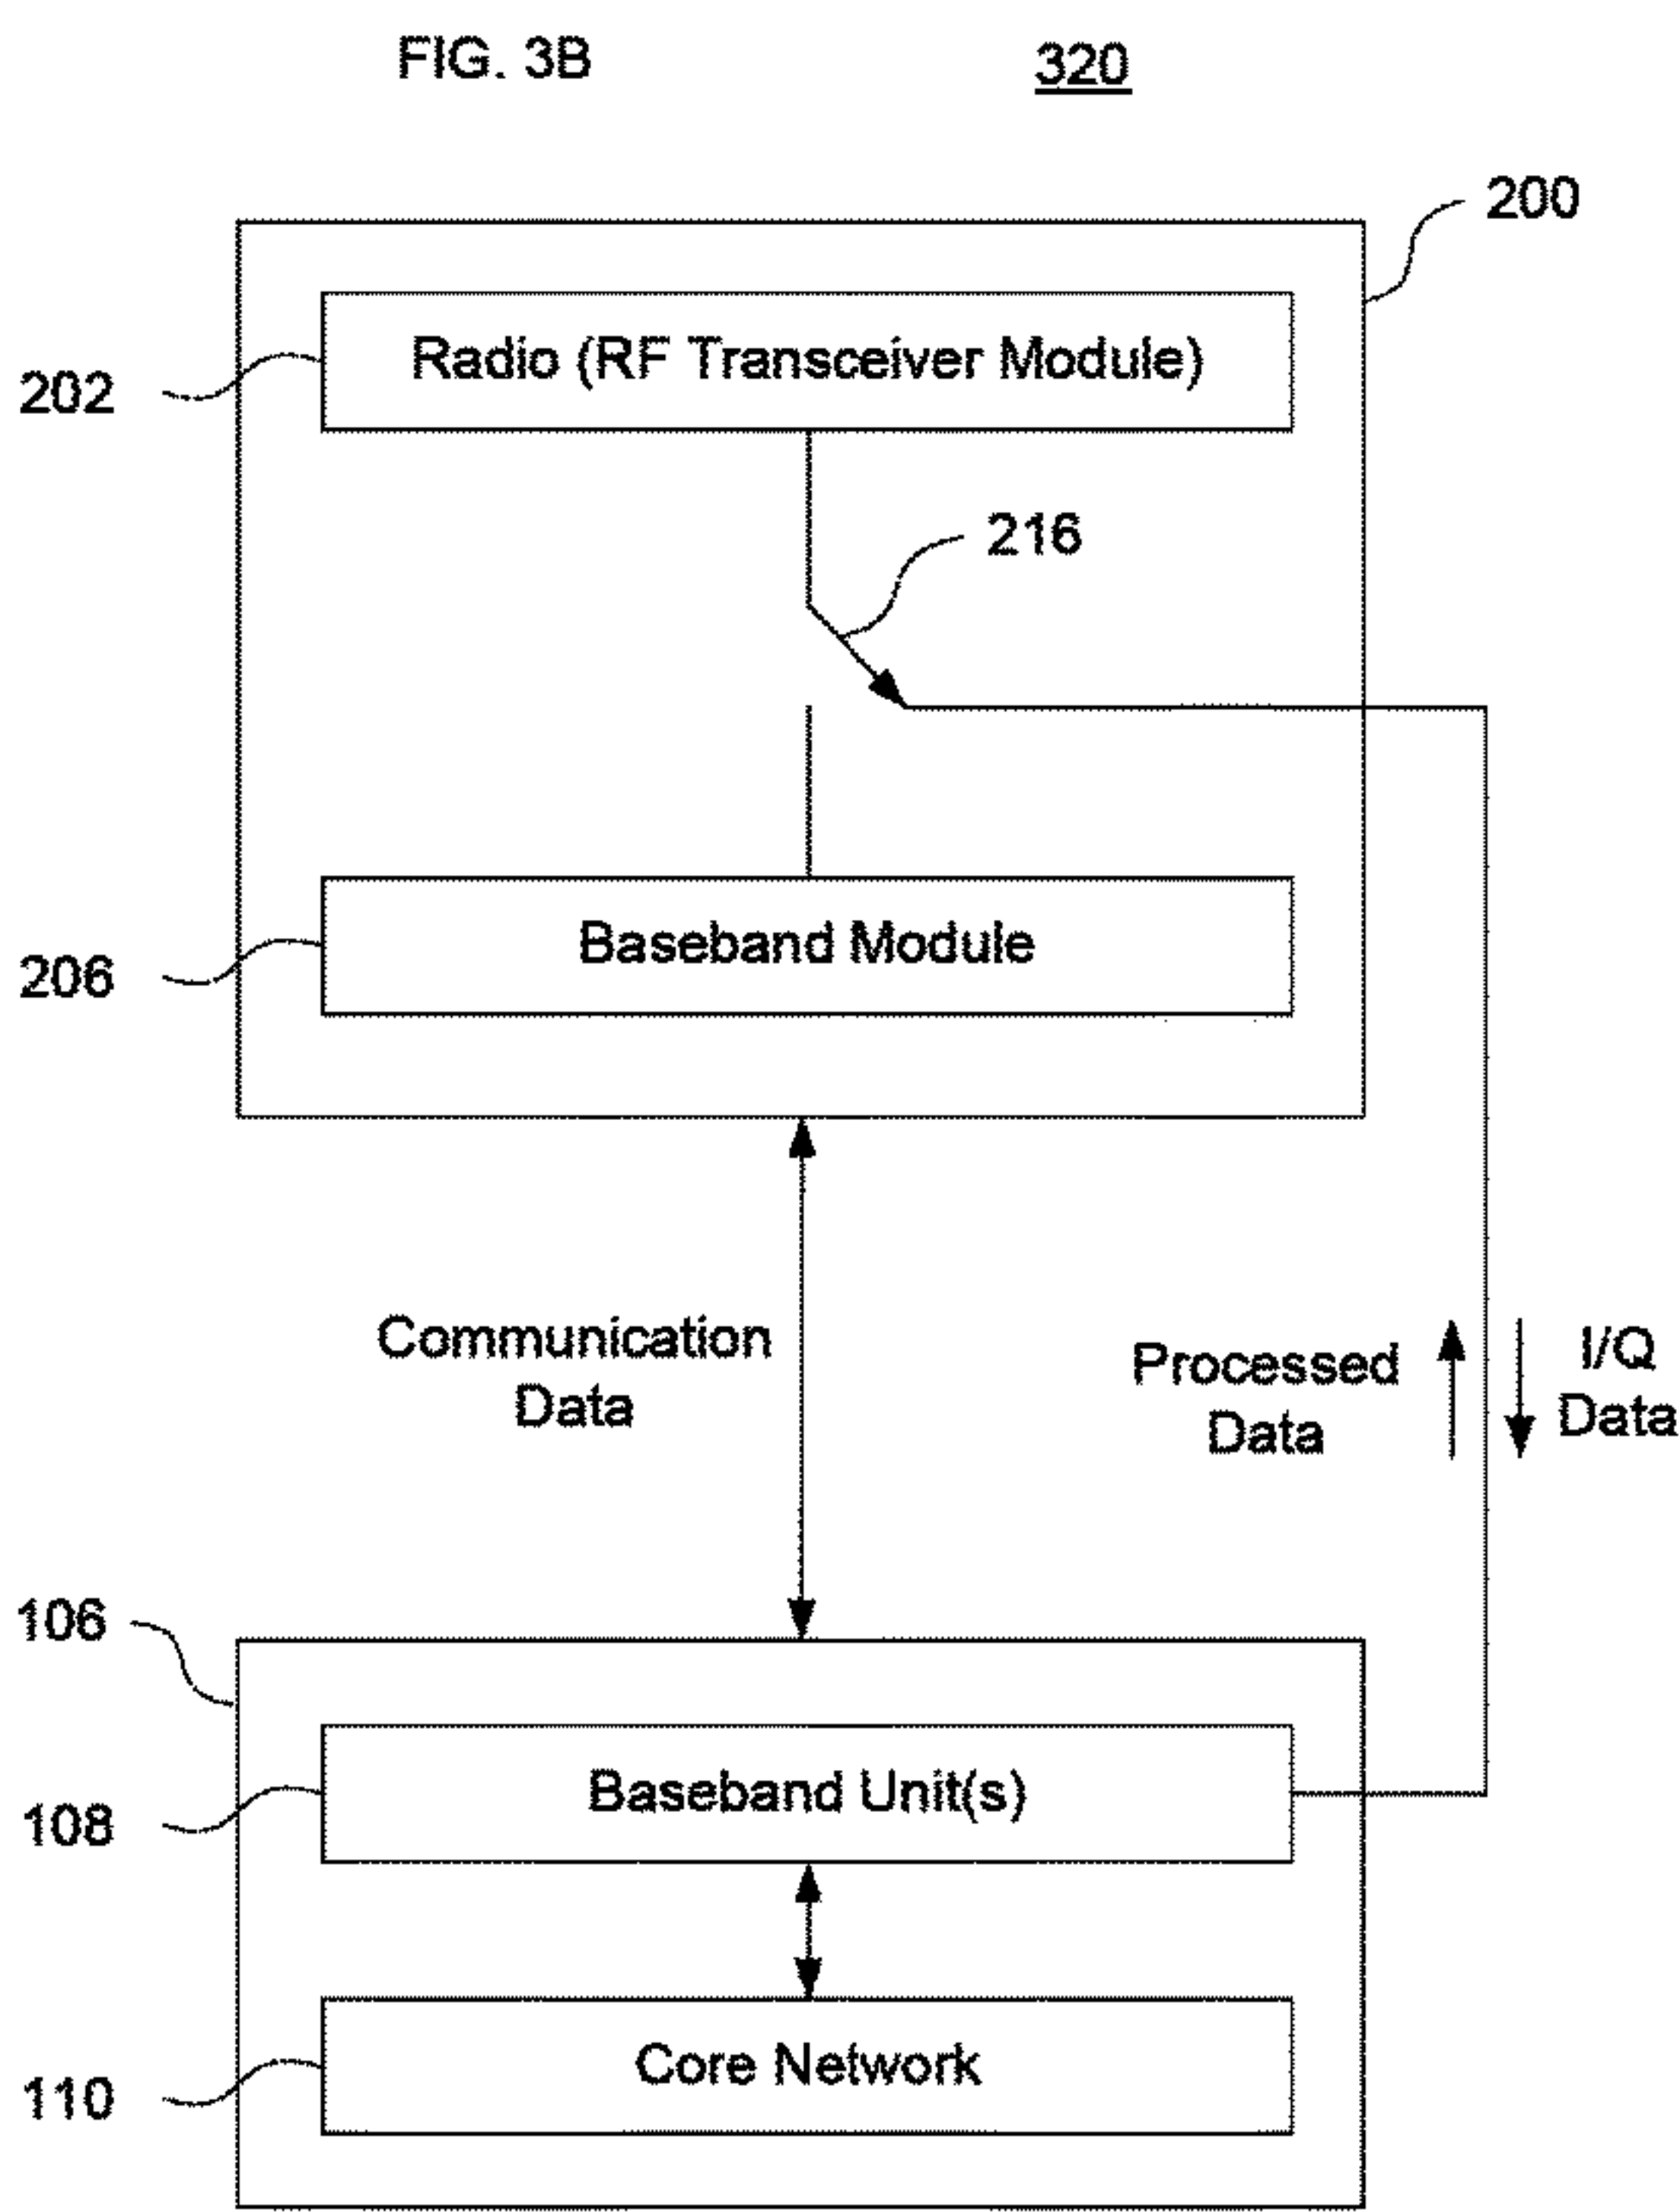 FIG. 3B
320
200
Radio (RF Transceiver Module)
202
216
Baseband Module
206
Communication
Data
Processed
Data
I/Q
Data
106
Baseband Unit(s)
108
Core Network
110